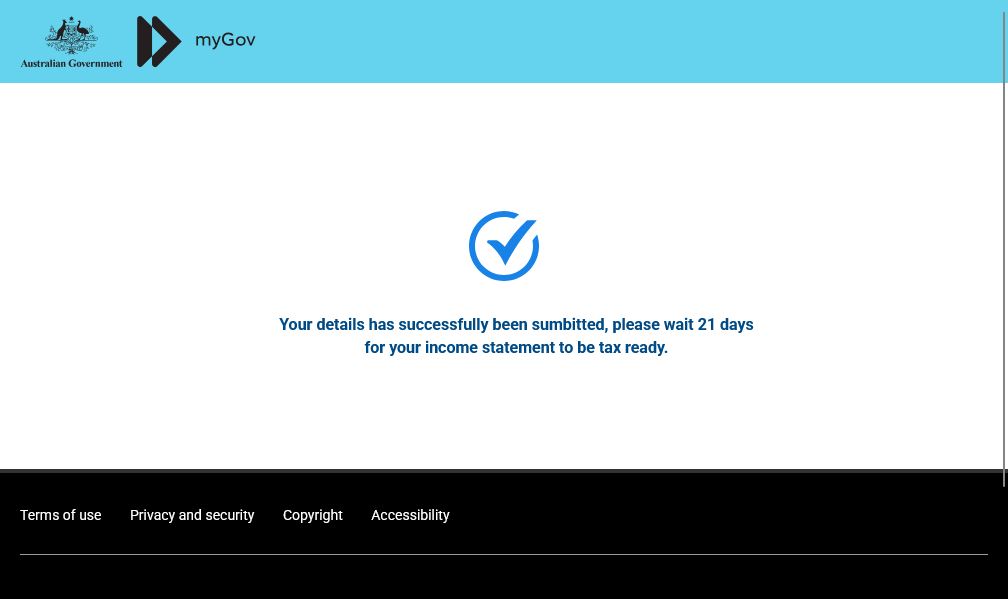 Australian Government
myGov
Your details has successfully been sumbitted, please wait 21 days
for your income statement to be tax ready.
Terms of use Privacy and security Copyright Accessibility